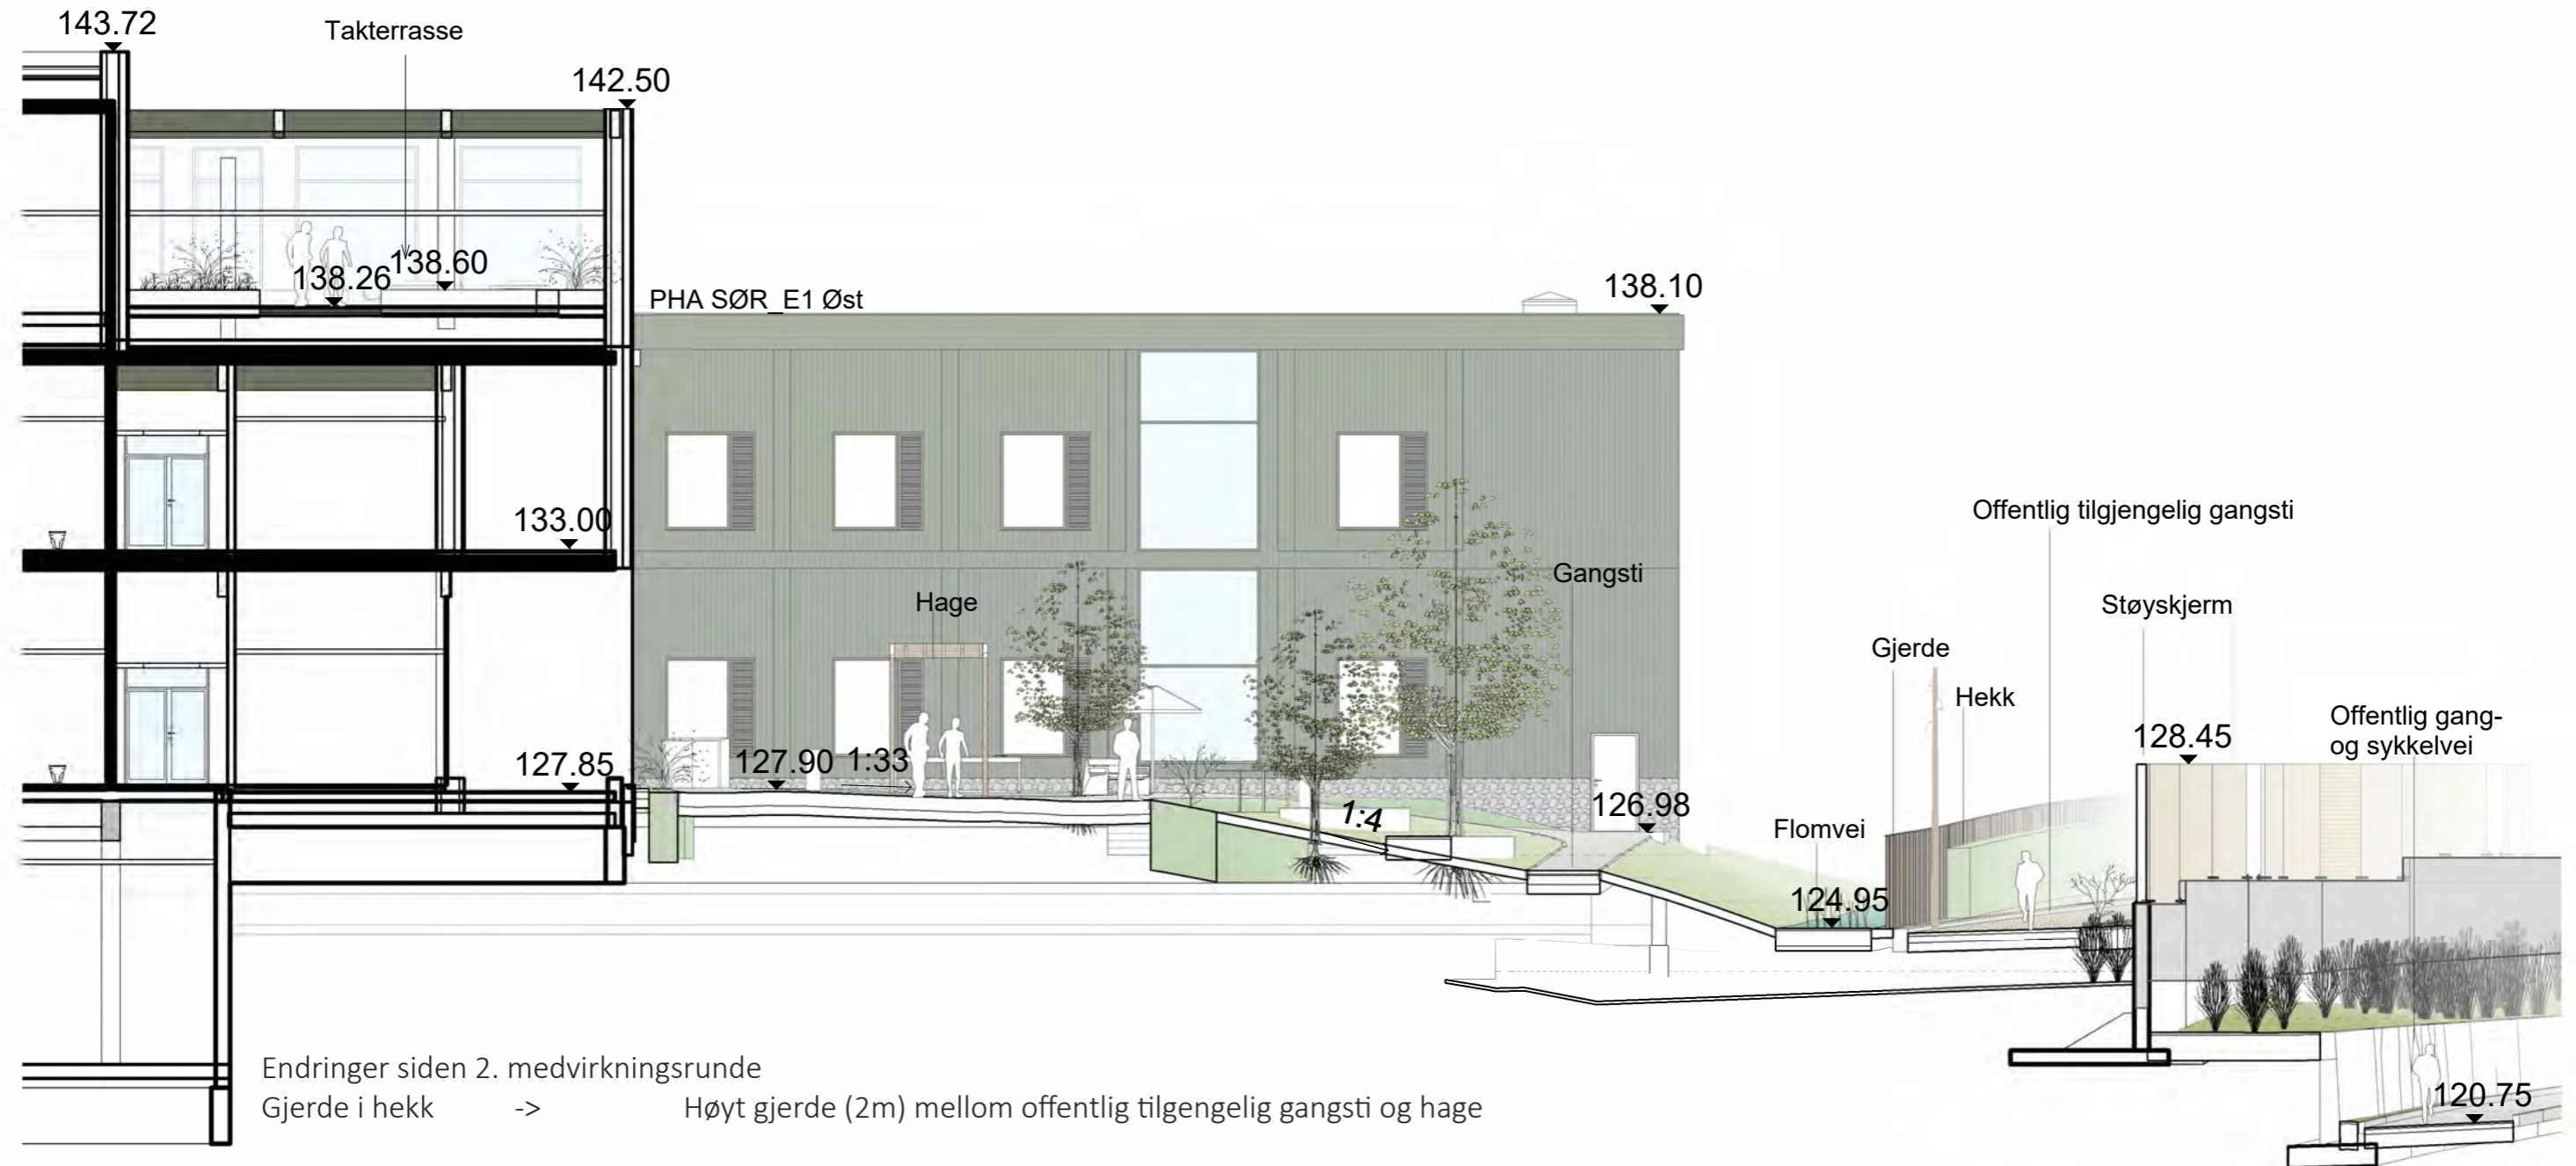 143.72
Takterrasse
142.50
138.26
138.60
PHA SØR_E1 Øst
138.10
133.00
Offentlig tilgjengelig gangsti
Gangsti
Hage
Støyskjerm
Gjerde
Hekk
Offentlig gang-
og sykkelvei
128.45
127.85
127.90 1:33
1:4
126.98
Flomvei
124.95
Endringer siden 2. medvirkningsrunde
Gjerde i hekk -> Høyt gjerde (2m) mellom offentlig tilgengelig gangsti og hage
120.75